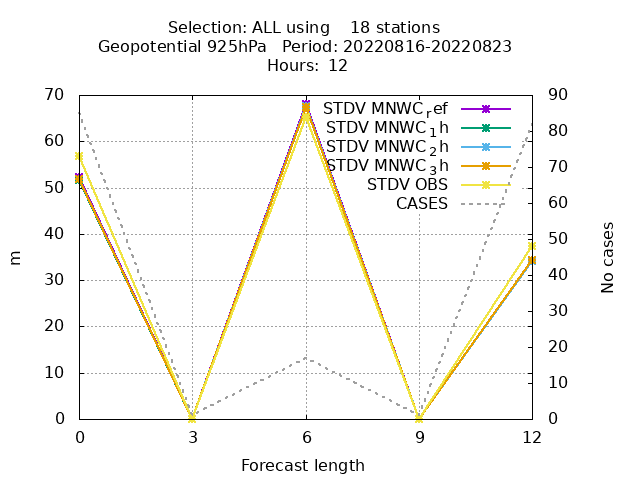 Selection: ALL using 18 stations
Geopotential 925hPa Period: 20220816-20220823
Hours: 12
70 90
STDV MNWC_ref
STDV MNWC_1h
STDV MNWC_2h
STDV MNWC_3h
STDV OBS
CASES
60
50
40
30
20
10
0
80
70
60
50
40
30
20
10
0
m
No cases
0 3 6 9 12
Forecast length